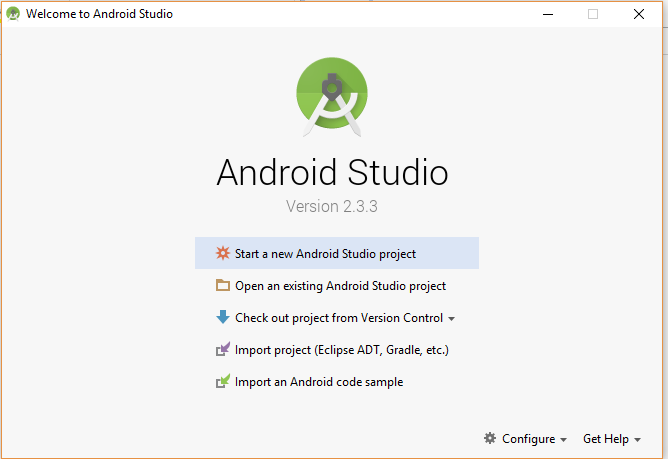 Welcome to Android Studio
Android Studio
Version 2.3.3
Start a new Android Studio project
Open an existing Android Studio project
Check out project from Version Control
Import project (Eclipse ADT, Gradle, etc.)
Import an Android code sample
Configure Get Help